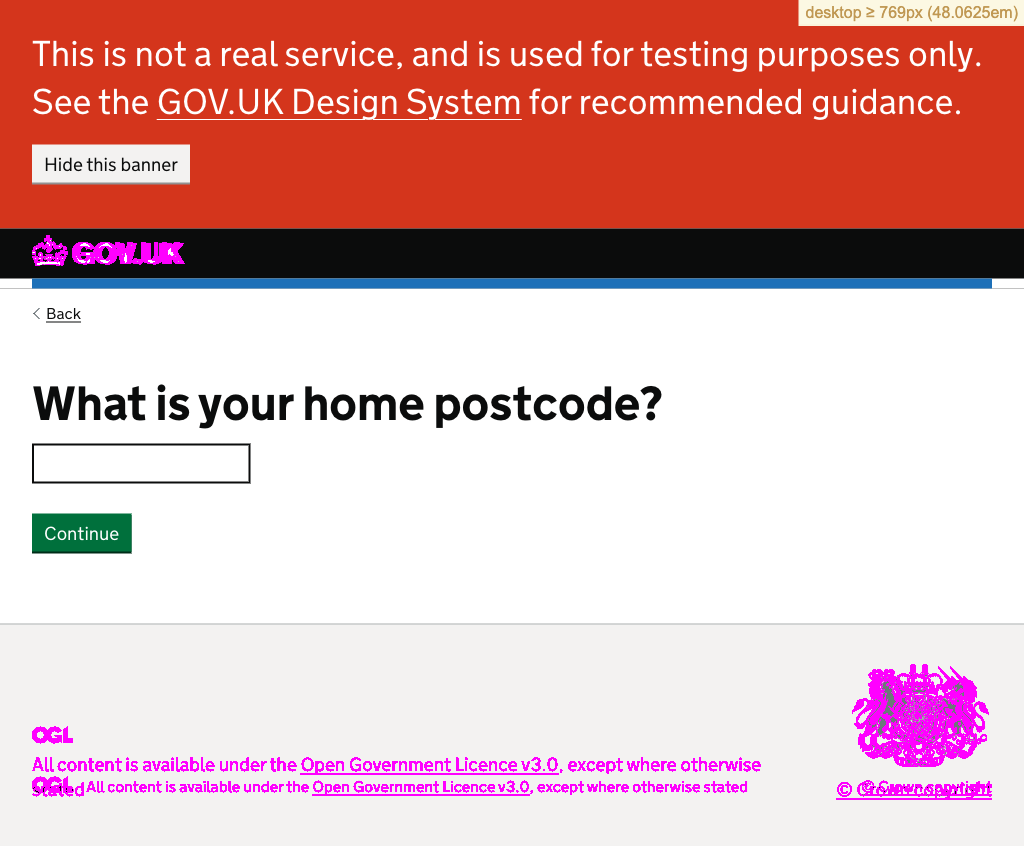 desktop ≥ 769px (48.0625em)
This is not a real service, and is used for testing purposes only.
See the GOV.UK Design System for recommended guidance.
Hide this banner
GOV.UK
Back
What is your home postcode?
Continue
OGL
All content is available under the Open Government Licence v3.0, except where otherwise
stated
OGL All content is available under the Open Government Licence v3.0, except where otherwise stated
© Crown copyright
© Crown copyright